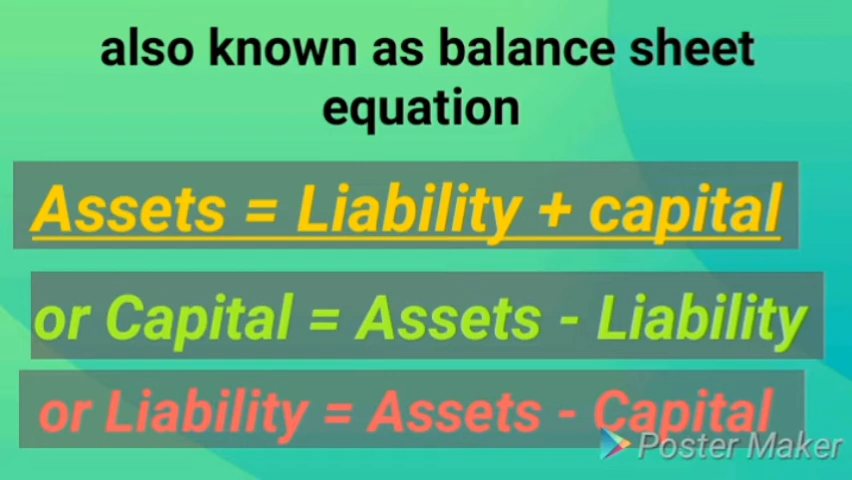 also known as balance sheet
equation
Assets = Liability + capital
or Capital = Assets - Liability
or Liability = Assets - Capital
Poster Maker